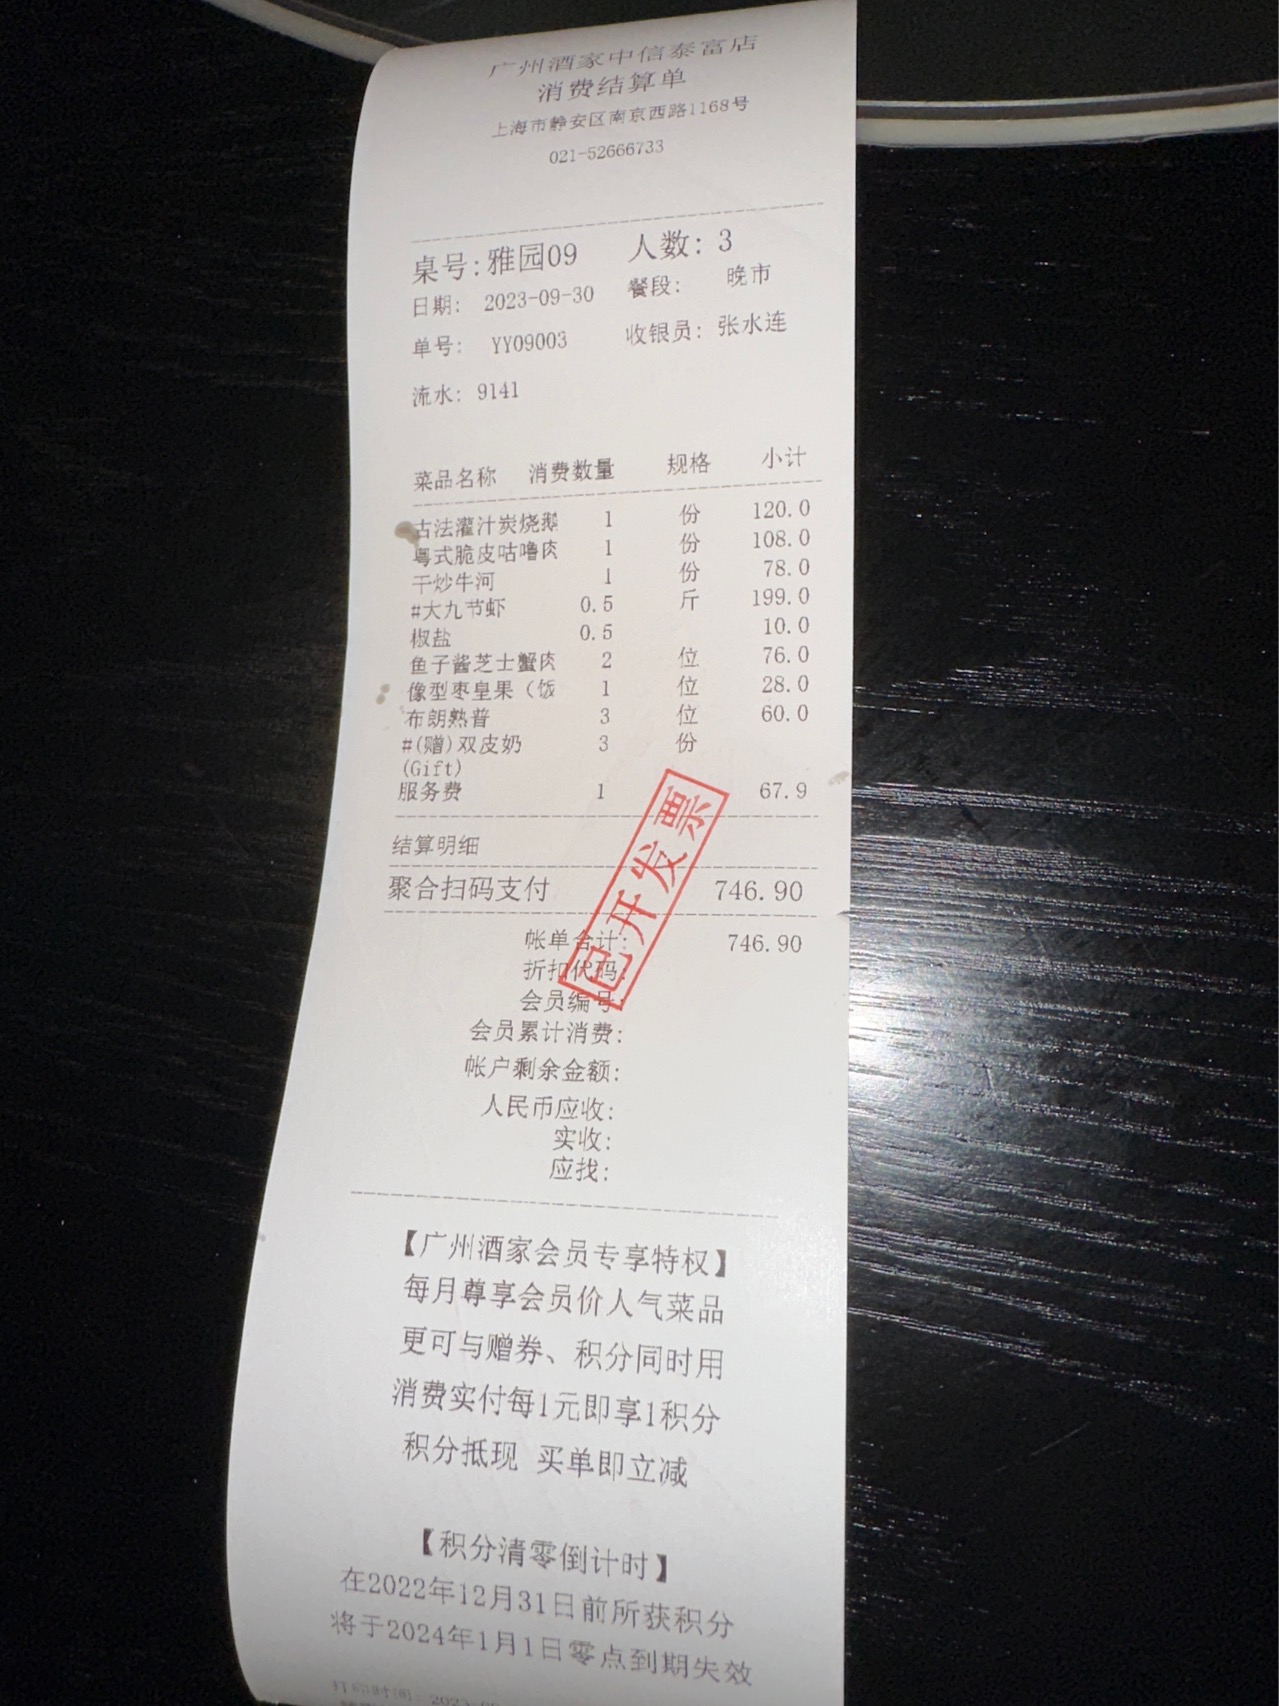 广州酒家中信泰富店
消费结算单
上海市静安区南京西路1168号
021-52666733
桌号:雅园09 人数: 3
日期: 2023-09-30 餐段: 晚市
单号: YY09003 收银员: 张水连
流水: 9141
菜品名称 消费数量 规格 小计
古法灌汁炭烧鹅 1 份 120.0
粤式脆皮咕噜肉 1 份 108.0
干炒牛河 1 份 78.0
#大九节虾 0.5 斤 199.0
椒盐 0.5 10.0
鱼子酱芝士蟹肉 2 位 76.0
像型枣皇果（饭 1 位 28.0
布朗熟普 3 位 60.0
#(赠)双皮奶 3 份
(Gift)
服务费 1 67.9
结算明细
聚合扫码支付 746.90
已开发票
帐单合计: 746.90
折扣代码:
会员编号:
会员累计消费:
帐户剩余金额:
人民币应收:
实收:
应找:
【广州酒家会员专享特权】
每月尊享会员价人气菜品
更可与赠券、积分同时用
消费实付每1元即享1积分
积分抵现 买单即立减
【积分清零倒计时】
在2022年12月31日前所获积分
将于2024年1月1日零点到期失效